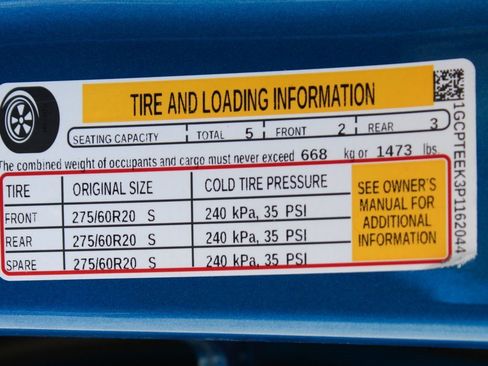 TIRE AND LOADING INFORMATION
SEATING CAPACITY TOTAL 5 FRONT 2 REAR 3
The combined weight of occupants and cargo must never exceed 668 kg or 1473 lbs
TIRE ORIGINAL SIZE COLD TIRE PRESSURE
FRONT 275/60R20 S 240 kPa, 35 PSI
REAR 275/60R20 S 240 kPa, 35 PSI
SPARE 275/60R20 S 240 kPa, 35 PSI
SEE OWNER'S
MANUAL FOR
ADDITIONAL
INFORMATION
1GCPTEEK3P1162044